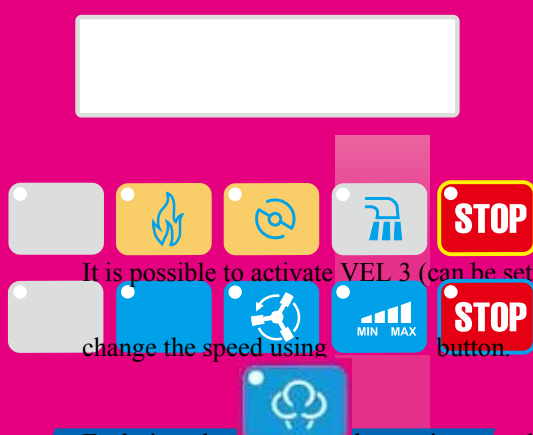 STOP
It is possible to activate VEL 3 (can be set
MIN MAX
STOP
change the speed using button.